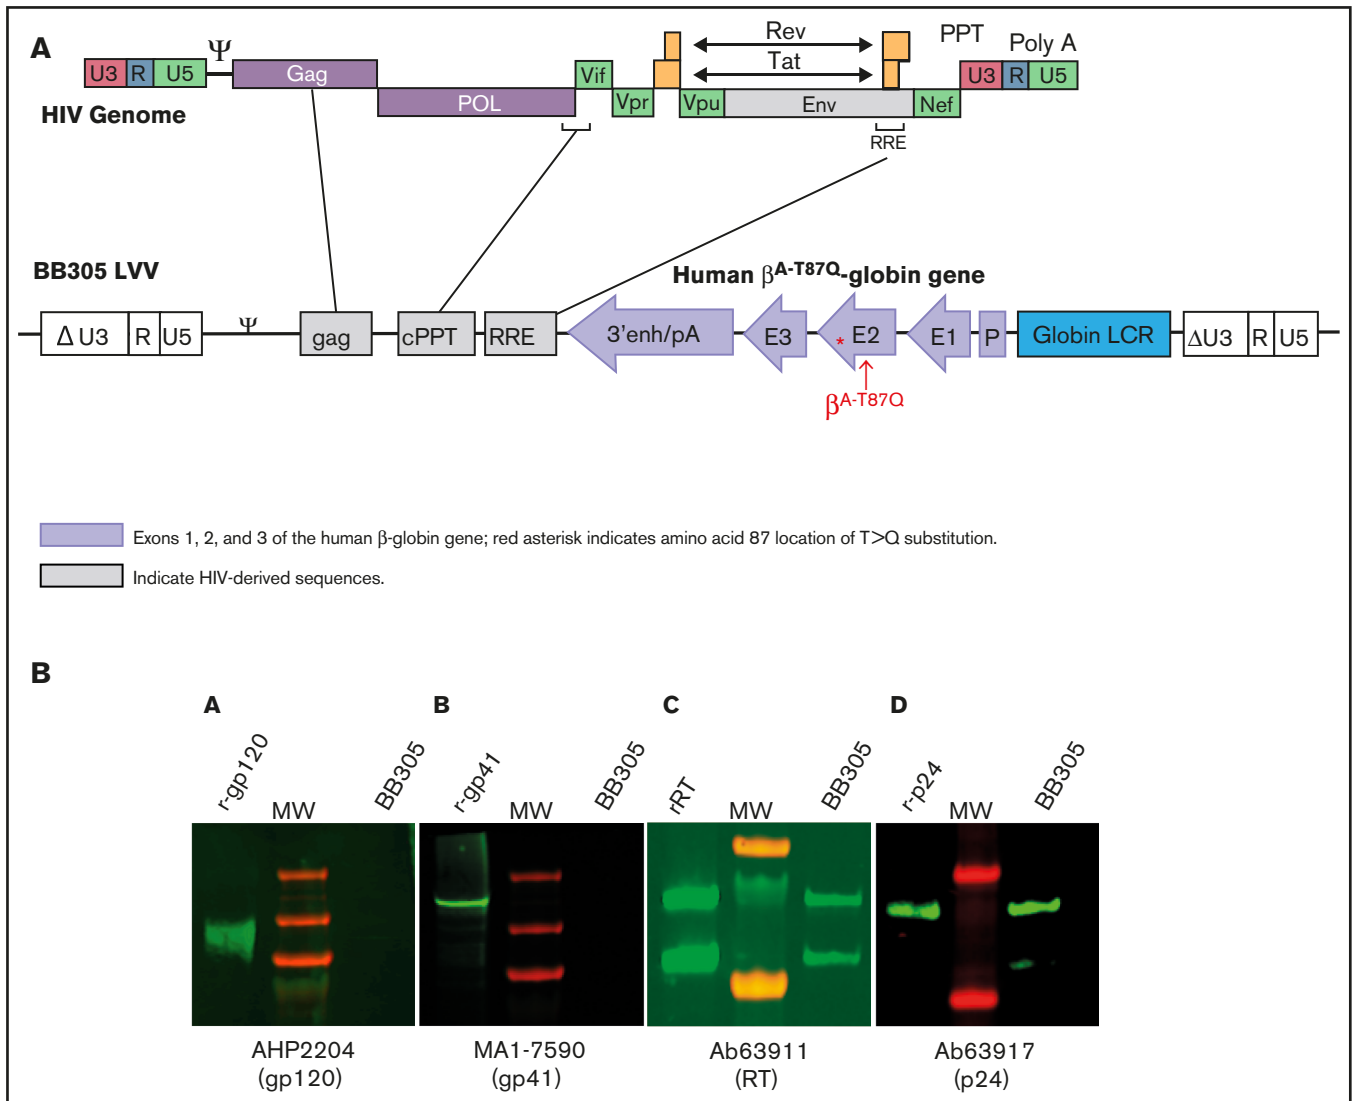 A
Ψ
Rev
PPT
Poly A
U3 R U5
Gag
Vif
Tat
U3 R U5
POL
Vpr
Vpu
Env
Nef
HIV Genome
RRE
BB305 LVV
Human βA-T87Q-globin gene
Ψ
Δ U3 R U5
gag
cPPT
RRE
3'enh/pA
E3
* E2
E1
P
Globin LCR
ΔU3 R U5
βA-T87Q
Exons 1, 2, and 3 of the human β-globin gene; red asterisk indicates amino acid 87 location of T>Q substitution.
Indicate HIV-derived sequences.
B
A
r-gp120
MW
BB305
AHP2204
(gp120)
B
r-gp41
MW
BB305
MA1-7590
(gp41)
C
rRT
MW
BB305
Ab63911
(RT)
D
r-p24
MW
BB305
Ab63917
(p24)